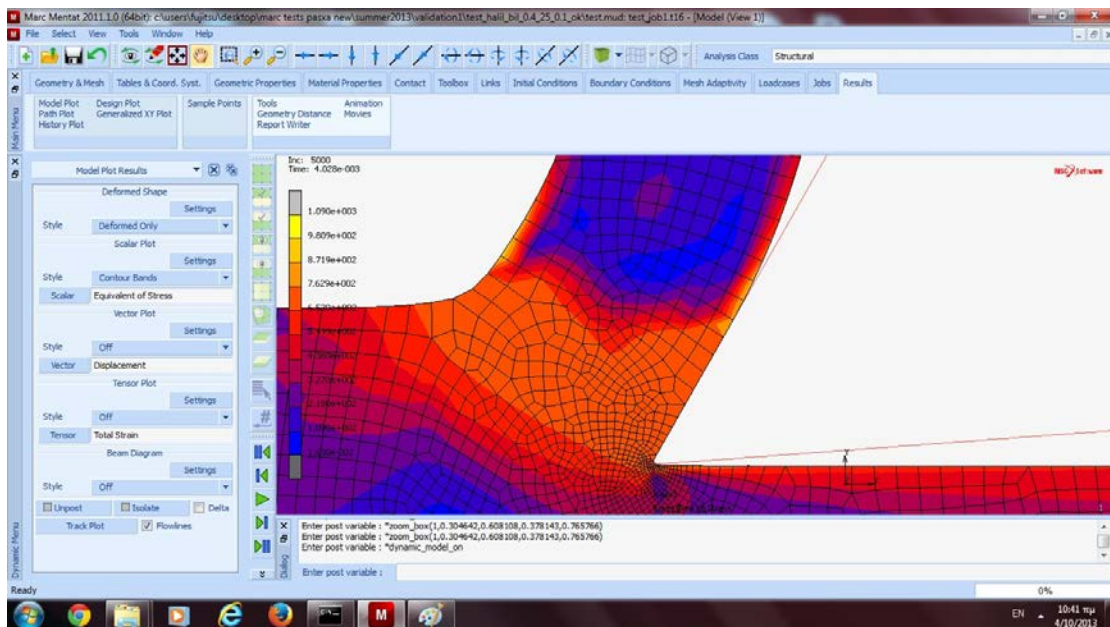 Marc Mentat 2011.1.0 (64bit): c:\users\fujitsu\desktop\marc tests pasxa new\summer2013\validation1\test_halil_bil_0.4_25_0.1_ok\test.mud: test_job1.t16 - [Model (View 1)]
File Select View Tools Window Help
Analysis Class Structural
Geometry & Mesh Tables & Coord. Syst. Geometric Properties Material Properties Contact Toolbox Links Initial Conditions Boundary Conditions Mesh Adaptivity Loadcases Jobs Results
Main Menu
Model Plot Design Plot Sample Points Tools Animation
Path Plot Generalized XY Plot Geometry Distance Movies
History Plot Report Writer
Model Plot Results
Deformed Shape
Settings
Style Deformed Only
Scalar Plot
Settings
Style Contour Bands
Scalar Equivalent of Stress
Vector Plot
Settings
Style Off
Vector Displacement
Tensor Plot
Settings
Style Off
Tensor Total Strain
Beam Diagram
Settings
Style Off
Unpost Isolate Delta
Track Plot Flowlines
Dynamic Menu
Inc: 5000
Time: 4.028e-003
1.090e+003
9.809e+002
8.719e+002
7.629e+002
Y
1
Dialog
Enter post variable : *zoom_box(1,0.304642,0.608108,0.378143,0.765766)
Enter post variable : *zoom_box(1,0.304642,0.608108,0.378143,0.765766)
Enter post variable : *dynamic_model_on
Enter post variable :
Ready
0%
EN
10:41 πμ
4/10/2013